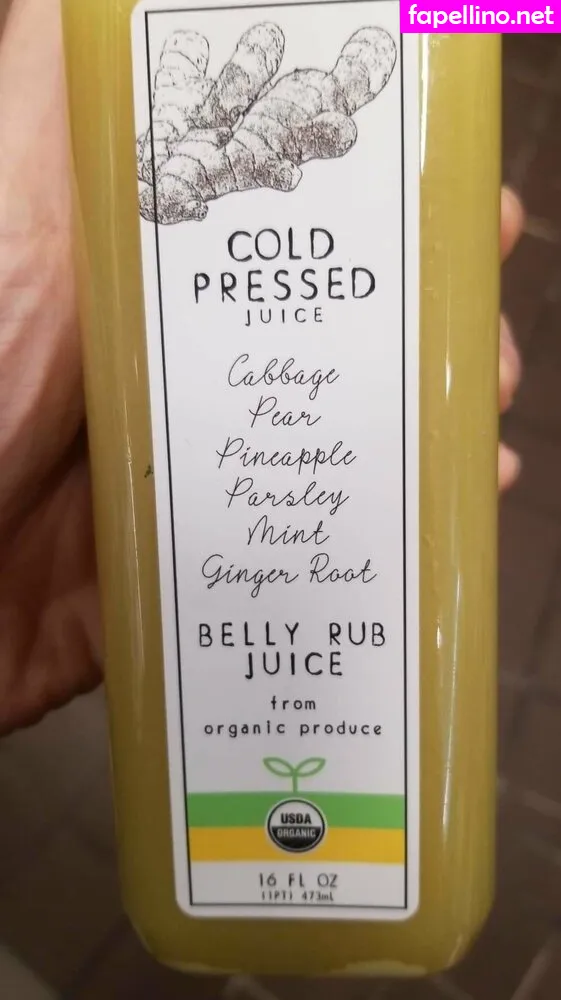 fapellino.net
COLD
PRESSED
JUICE
Cabbage
Pear
Pineapple
Parsley
Mint
Ginger Root
BELLY RUB
JUICE
from
organic produce
USDA
ORGANIC
16 FL OZ
(1PT) 473mL